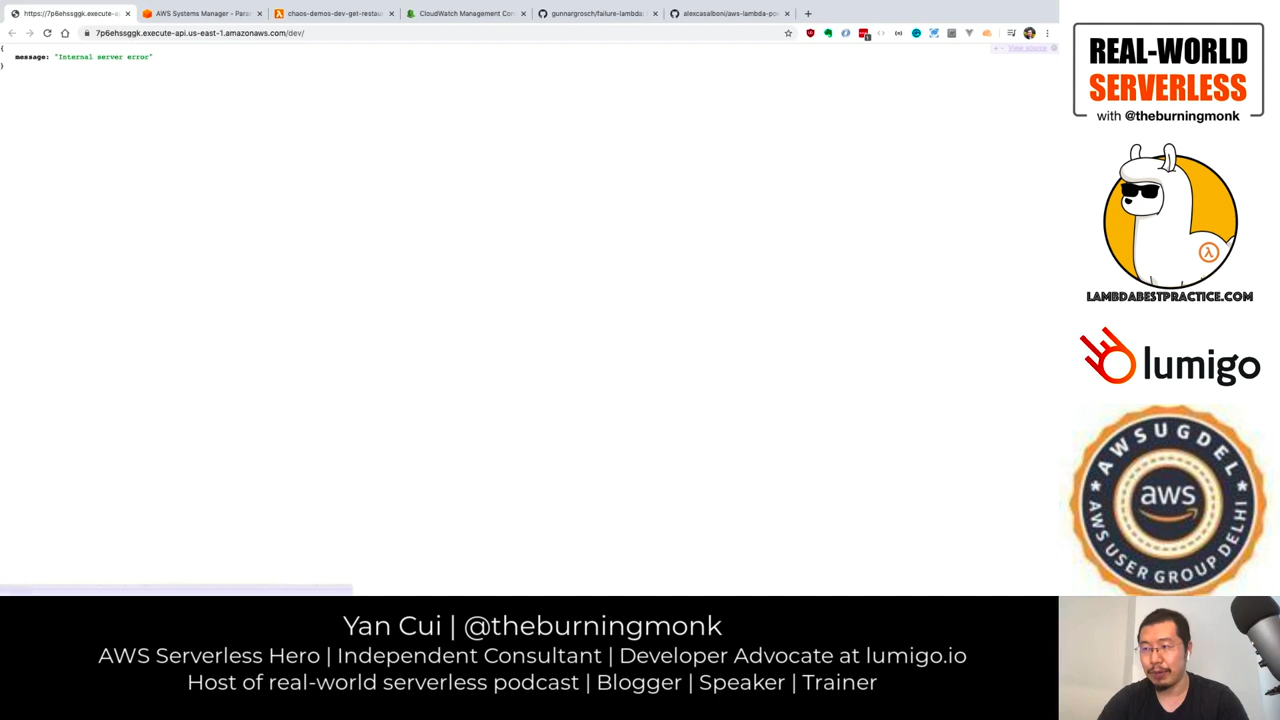 https://7p6ehssggk.execute-a
AWS Systems Manager - Para
chaos-demos-dev-get-restau
CloudWatch Management Con
gunnargrosch/failure-lambda:
alexcasalboni/aws-lambda-po
7p6ehssggk.execute-api.us-east-1.amazonaws.com/dev/
{
message: "Internal server error"
}
+ - View source
REAL-WORLD
SERVERLESS
with @theburningmonk
λ
LAMBDABESTPRACTICE.COM
lumigo
AWSUGDEL
aws
AWS USER GROUP DELHI
Yan Cui | @theburningmonk
AWS Serverless Hero | Independent Consultant | Developer Advocate at lumigo.io
Host of real-world serverless podcast | Blogger | Speaker | Trainer